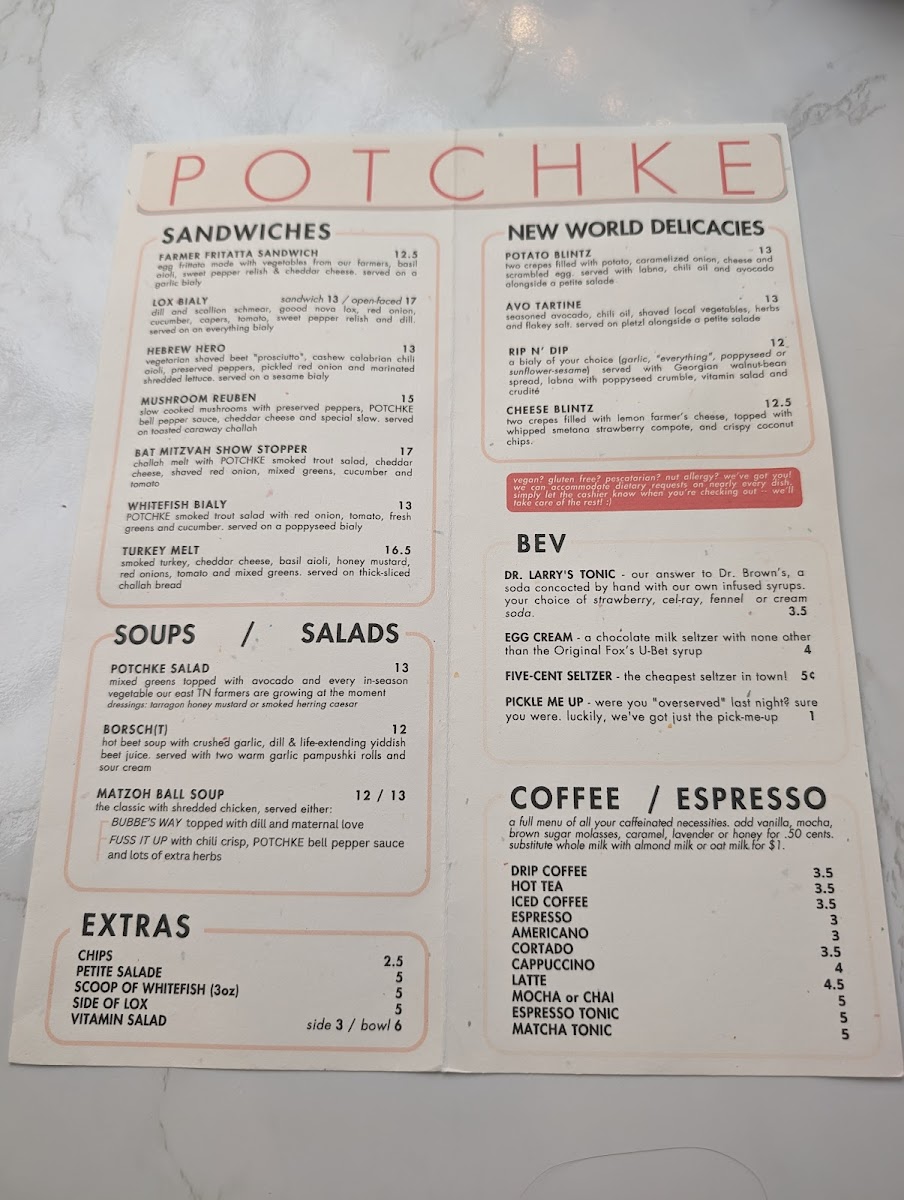 POTCHKE
SANDWICHES
FARMER FRITATTA SANDWICH 12.5
egg frittata made with vegetables from our farmers, basil
aioli, sweet pepper relish & cheddar cheese. served on a
garlic bialy
LOX BIALY sandwich 13 / open-faced 17
dill and scallion schmear, goood nova lox, red onion,
cucumber, capers, tomato, sweet pepper relish and dill.
served on an everything bialy
HEBREW HERO 13
vegetarian shaved beet "prosciutto", cashew calabrian chili
aioli, preserved peppers, pickled red onion and marinated
shredded lettuce. served on a sesame bialy
MUSHROOM REUBEN 15
slow cooked mushrooms with preserved peppers, POTCHKE
bell pepper sauce, cheddar cheese and special slaw. served
on toasted caraway challah
BAT MITZVAH SHOW STOPPER 17
challah melt with POTCHKE smoked trout salad, cheddar
cheese, shaved red onion, mixed greens, cucumber and
tomato
WHITEFISH BIALY 13
POTCHKE smoked trout salad with red onion, tomato, fresh
greens and cucumber. served on a poppyseed bialy
TURKEY MELT 16.5
smoked turkey, cheddar cheese, basil aioli, honey mustard,
red onions, tomato and mixed greens. served on thick-sliced
challah bread
SOUPS / SALADS
POTCHKE SALAD 13
mixed greens topped with avocado and every in-season
vegetable our east TN farmers are growing at the moment
dressings: tarragon honey mustard or smoked herring caesar
BORSCH(T) 12
hot beet soup with crushed garlic, dill & life-extending yiddish
beet juice. served with two warm garlic pampushki rolls and
sour cream
MATZOH BALL SOUP 12 / 13
the classic with shredded chicken, served either:
BUBBE'S WAY topped with dill and maternal love
FUSS IT UP with chili crisp, POTCHKE bell pepper sauce
and lots of extra herbs
EXTRAS
CHIPS 2.5
PETITE SALADE 5
SCOOP OF WHITEFISH (3oz) 5
SIDE OF LOX 5
VITAMIN SALAD side 3 / bowl 6
NEW WORLD DELICACIES
POTATO BLINTZ 13
two crepes filled with potato, caramelized onion, cheese and
scrambled egg. served with labna, chili oil and avocado
alongside a petite salade
AVO TARTINE 13
seasoned avocado, chili oil, shaved local vegetables, herbs
and flakey salt. served on pletzl alongside a petite salade
RIP N' DIP 12
a bialy of your choice (garlic, "everything", poppyseed or
sunflower-sesame) served with Georgian walnut-bean
spread, labna with poppyseed crumble, vitamin salad and
crudité
CHEESE BLINTZ 12.5
two crepes filled with lemon farmer's cheese, topped with
whipped smetana strawberry compote, and crispy coconut
chips.
vegan? gluten free? pescatarian? nut allergy? we've got you!
we can accommodate dietary requests on nearly every dish.
simply let the cashier know when you're checking out -- we'll
take care of the rest! :)
BEV
DR. LARRY'S TONIC - our answer to Dr. Brown's, a
soda concocted by hand with our own infused syrups.
your choice of strawberry, cel-ray, fennel or cream
soda. 3.5
EGG CREAM - a chocolate milk seltzer with none other
than the Original Fox's U-Bet syrup 4
FIVE-CENT SELTZER - the cheapest seltzer in town! 5¢
PICKLE ME UP - were you "overserved" last night? sure
you were. luckily, we've got just the pick-me-up 1
COFFEE / ESPRESSO
a full menu of all your caffeinated necessities. add vanilla, mocha,
brown sugar molasses, caramel, lavender or honey for .50 cents.
substitute whole milk with almond milk or oat milk for $1.
DRIP COFFEE 3.5
HOT TEA 3.5
ICED COFFEE 3.5
ESPRESSO 3
AMERICANO 3
CORTADO 3.5
CAPPUCCINO 4
LATTE 4.5
MOCHA or CHAI 5
ESPRESSO TONIC 5
MATCHA TONIC 5